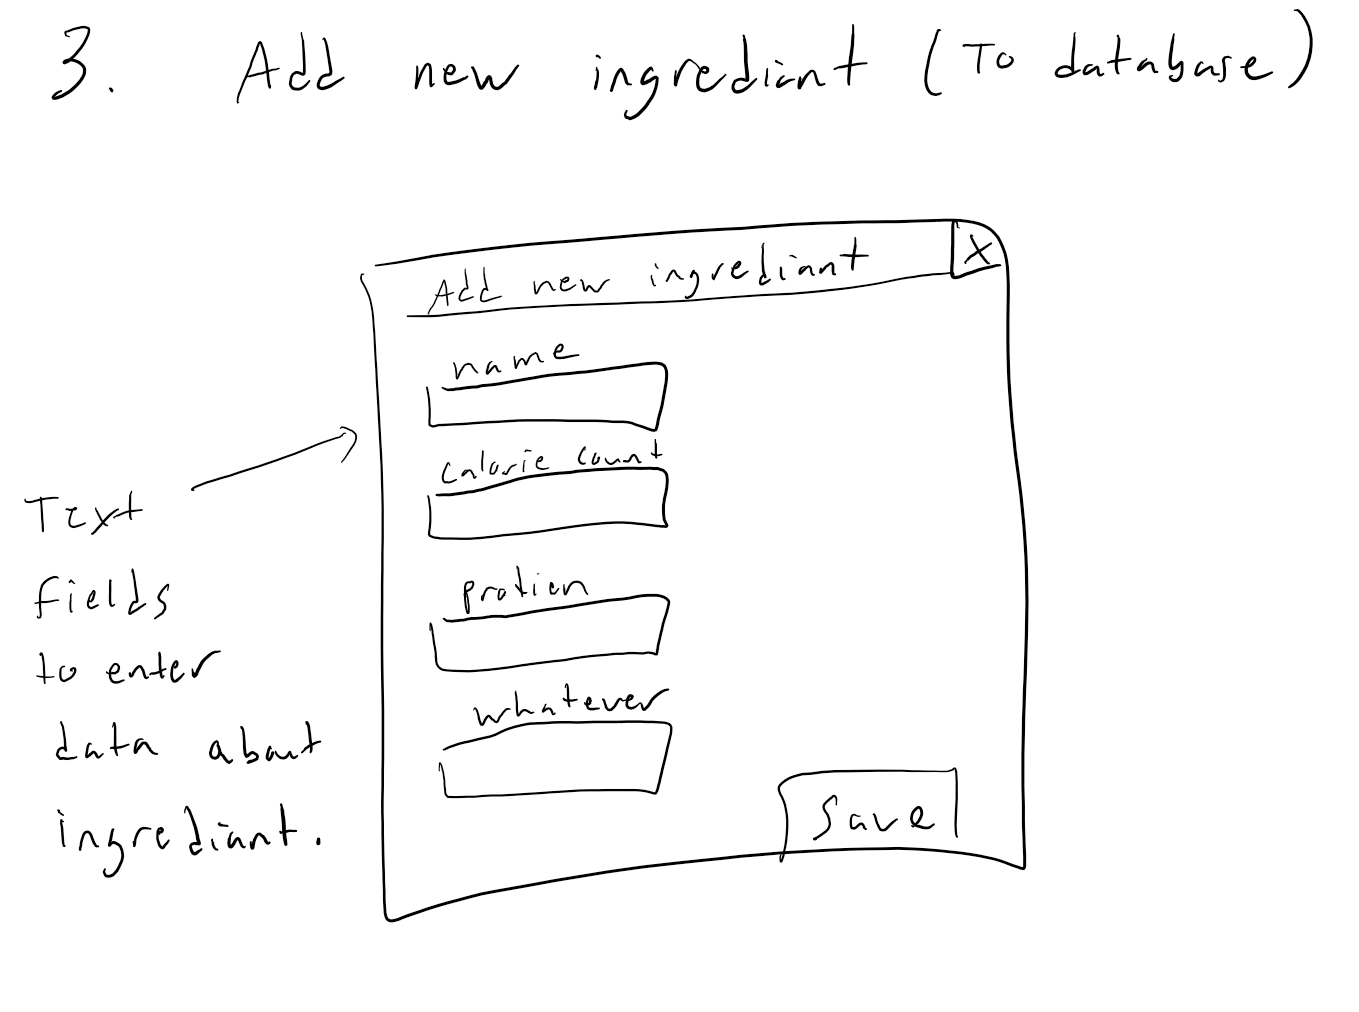 3. Add new ingrediant (To database)
Add new ingrediant X
name
calorie count
protien
whatever
Save
Text
fields
to enter
data about
ingrediant.